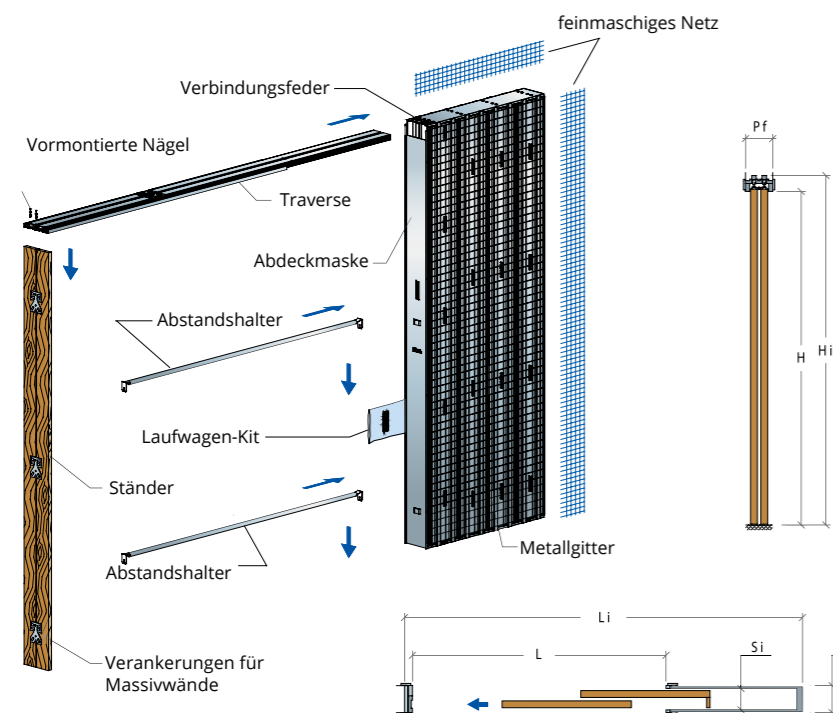 feinmaschiges Netz
Verbindungsfeder
Vormontierte Nägel
Traverse
Abdeckmaske
Abstandshalter
Laufwagen-Kit
Ständer
Abstandshalter
Metallgitter
Verankerungen für
Massivwände
Pf
H
Hi
Li
L
Si